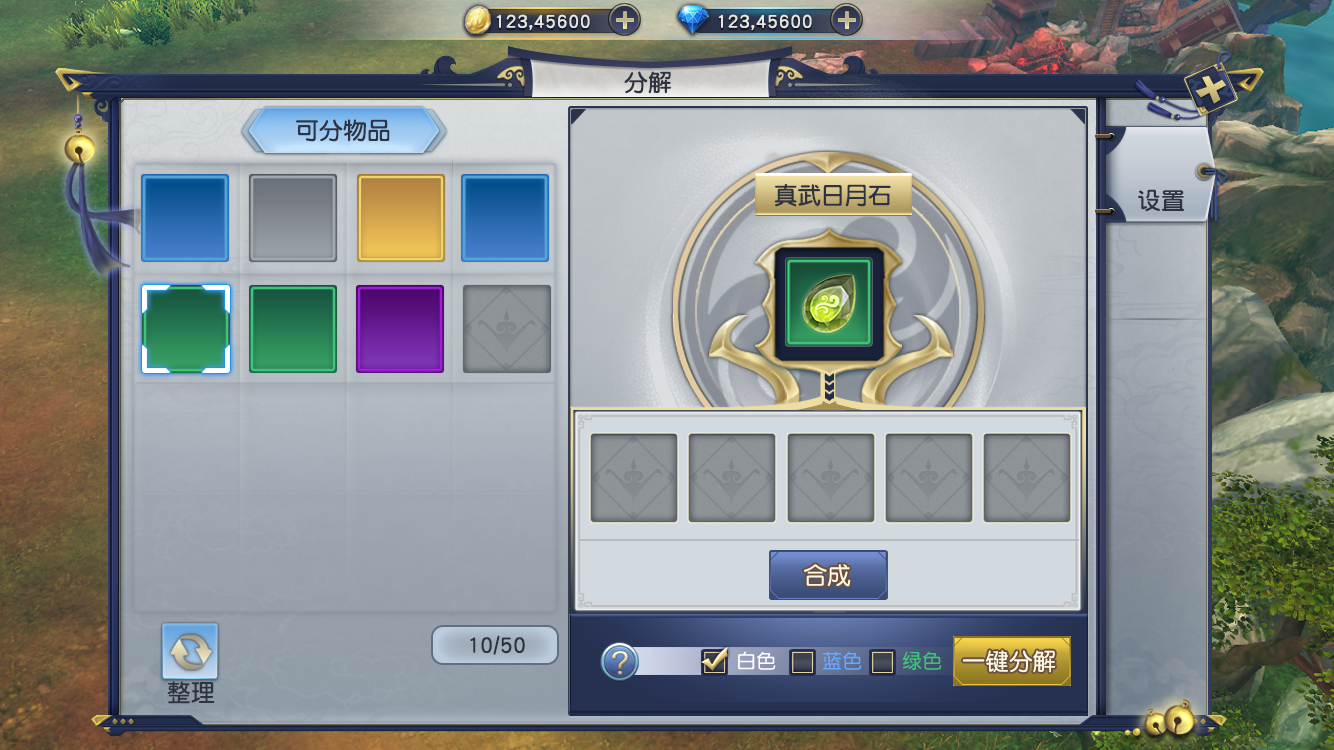 123,45600
123,45600
分解
可分物品
真武日月石
设置
合成
10/50
整理
?
白色
蓝色
绿色
一键分解